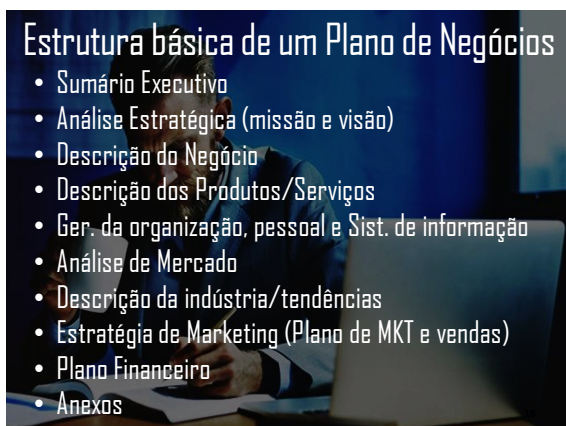 Estrutura básica de um Plano de Negócios
• Sumário Executivo
• Análise Estratégica (missão e visão)
• Descrição do Negócio
• Descrição dos Produtos/Serviços
• Ger. da organização, pessoal e Sist. de informação
• Análise de Mercado
• Descrição da indústria/tendências
• Estratégia de Marketing (Plano de MKT e vendas)
• Plano Financeiro
• Anexos